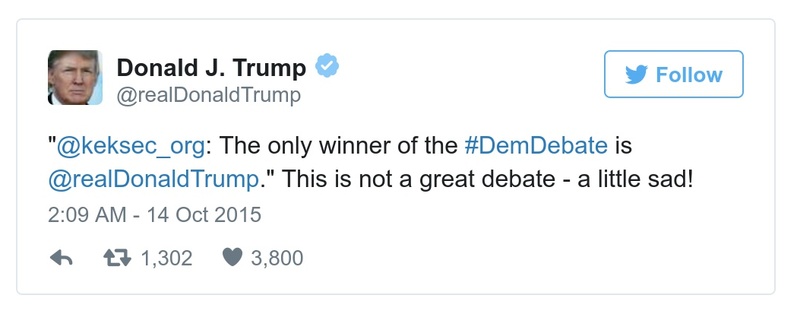 Donald J. Trump
Follow
@realDonaldTrump
"@keksec_org: The only winner of the #DemDebate is
@realDonaldTrump." This is not a great debate - a little sad!
2:09 AM - 14 Oct 2015
1,302 3,800